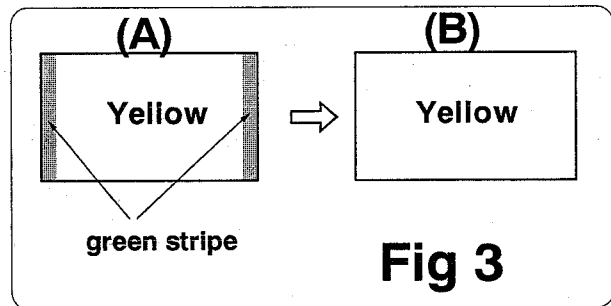 (A)
(B)
Yellow
Yellow
green stripe
Fig 3